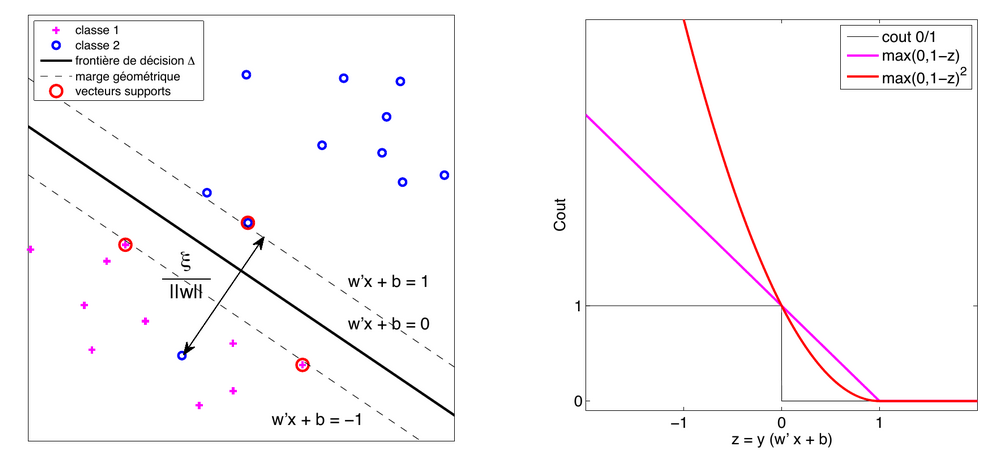 classe 1
classe 2
frontière de décision Δ
marge géométrique
vecteurs supports
ξ
||w||
w'x + b = 1
w'x + b = 0
w'x + b = −1
cout 0/1
max(0,1−z)
max(0,1−z)²
Cout
1
0
−1 0 1
z = y (w' x + b)